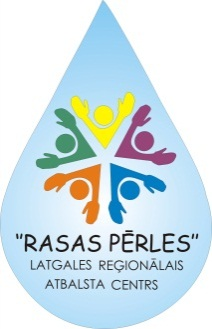 "RASAS PĒRLES"
LATGALES REĢIONĀLAIS
ATBALSTA CENTRS